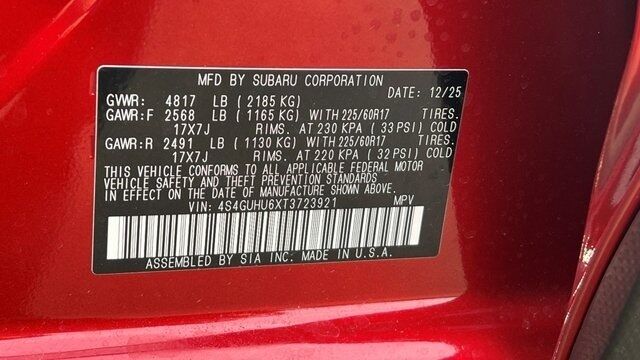 MFD BY SUBARU CORPORATION
DATE: 12/25
GVWR: 4817 LB ( 2185 KG)
GAWR:F 2568 LB ( 1165 KG) WITH 225/60R17 TIRES.
17X7J RIMS. AT 230 KPA ( 33 PSI) COLD
GAWR:R 2491 LB ( 1130 KG) WITH 225/60R17 TIRES.
17X7J RIMS. AT 220 KPA ( 32 PSI) COLD
THIS VEHICLE CONFORMS TO ALL APPLICABLE FEDERAL MOTOR
VEHICLE SAFETY AND THEFT PREVENTION STANDARDS
IN EFFECT ON THE DATE OF MANUFACTURE SHOWN ABOVE.
VIN: 4S4GUHU6XT3723921 MPV
ASSEMBLED BY SIA INC. IN U.S.A.